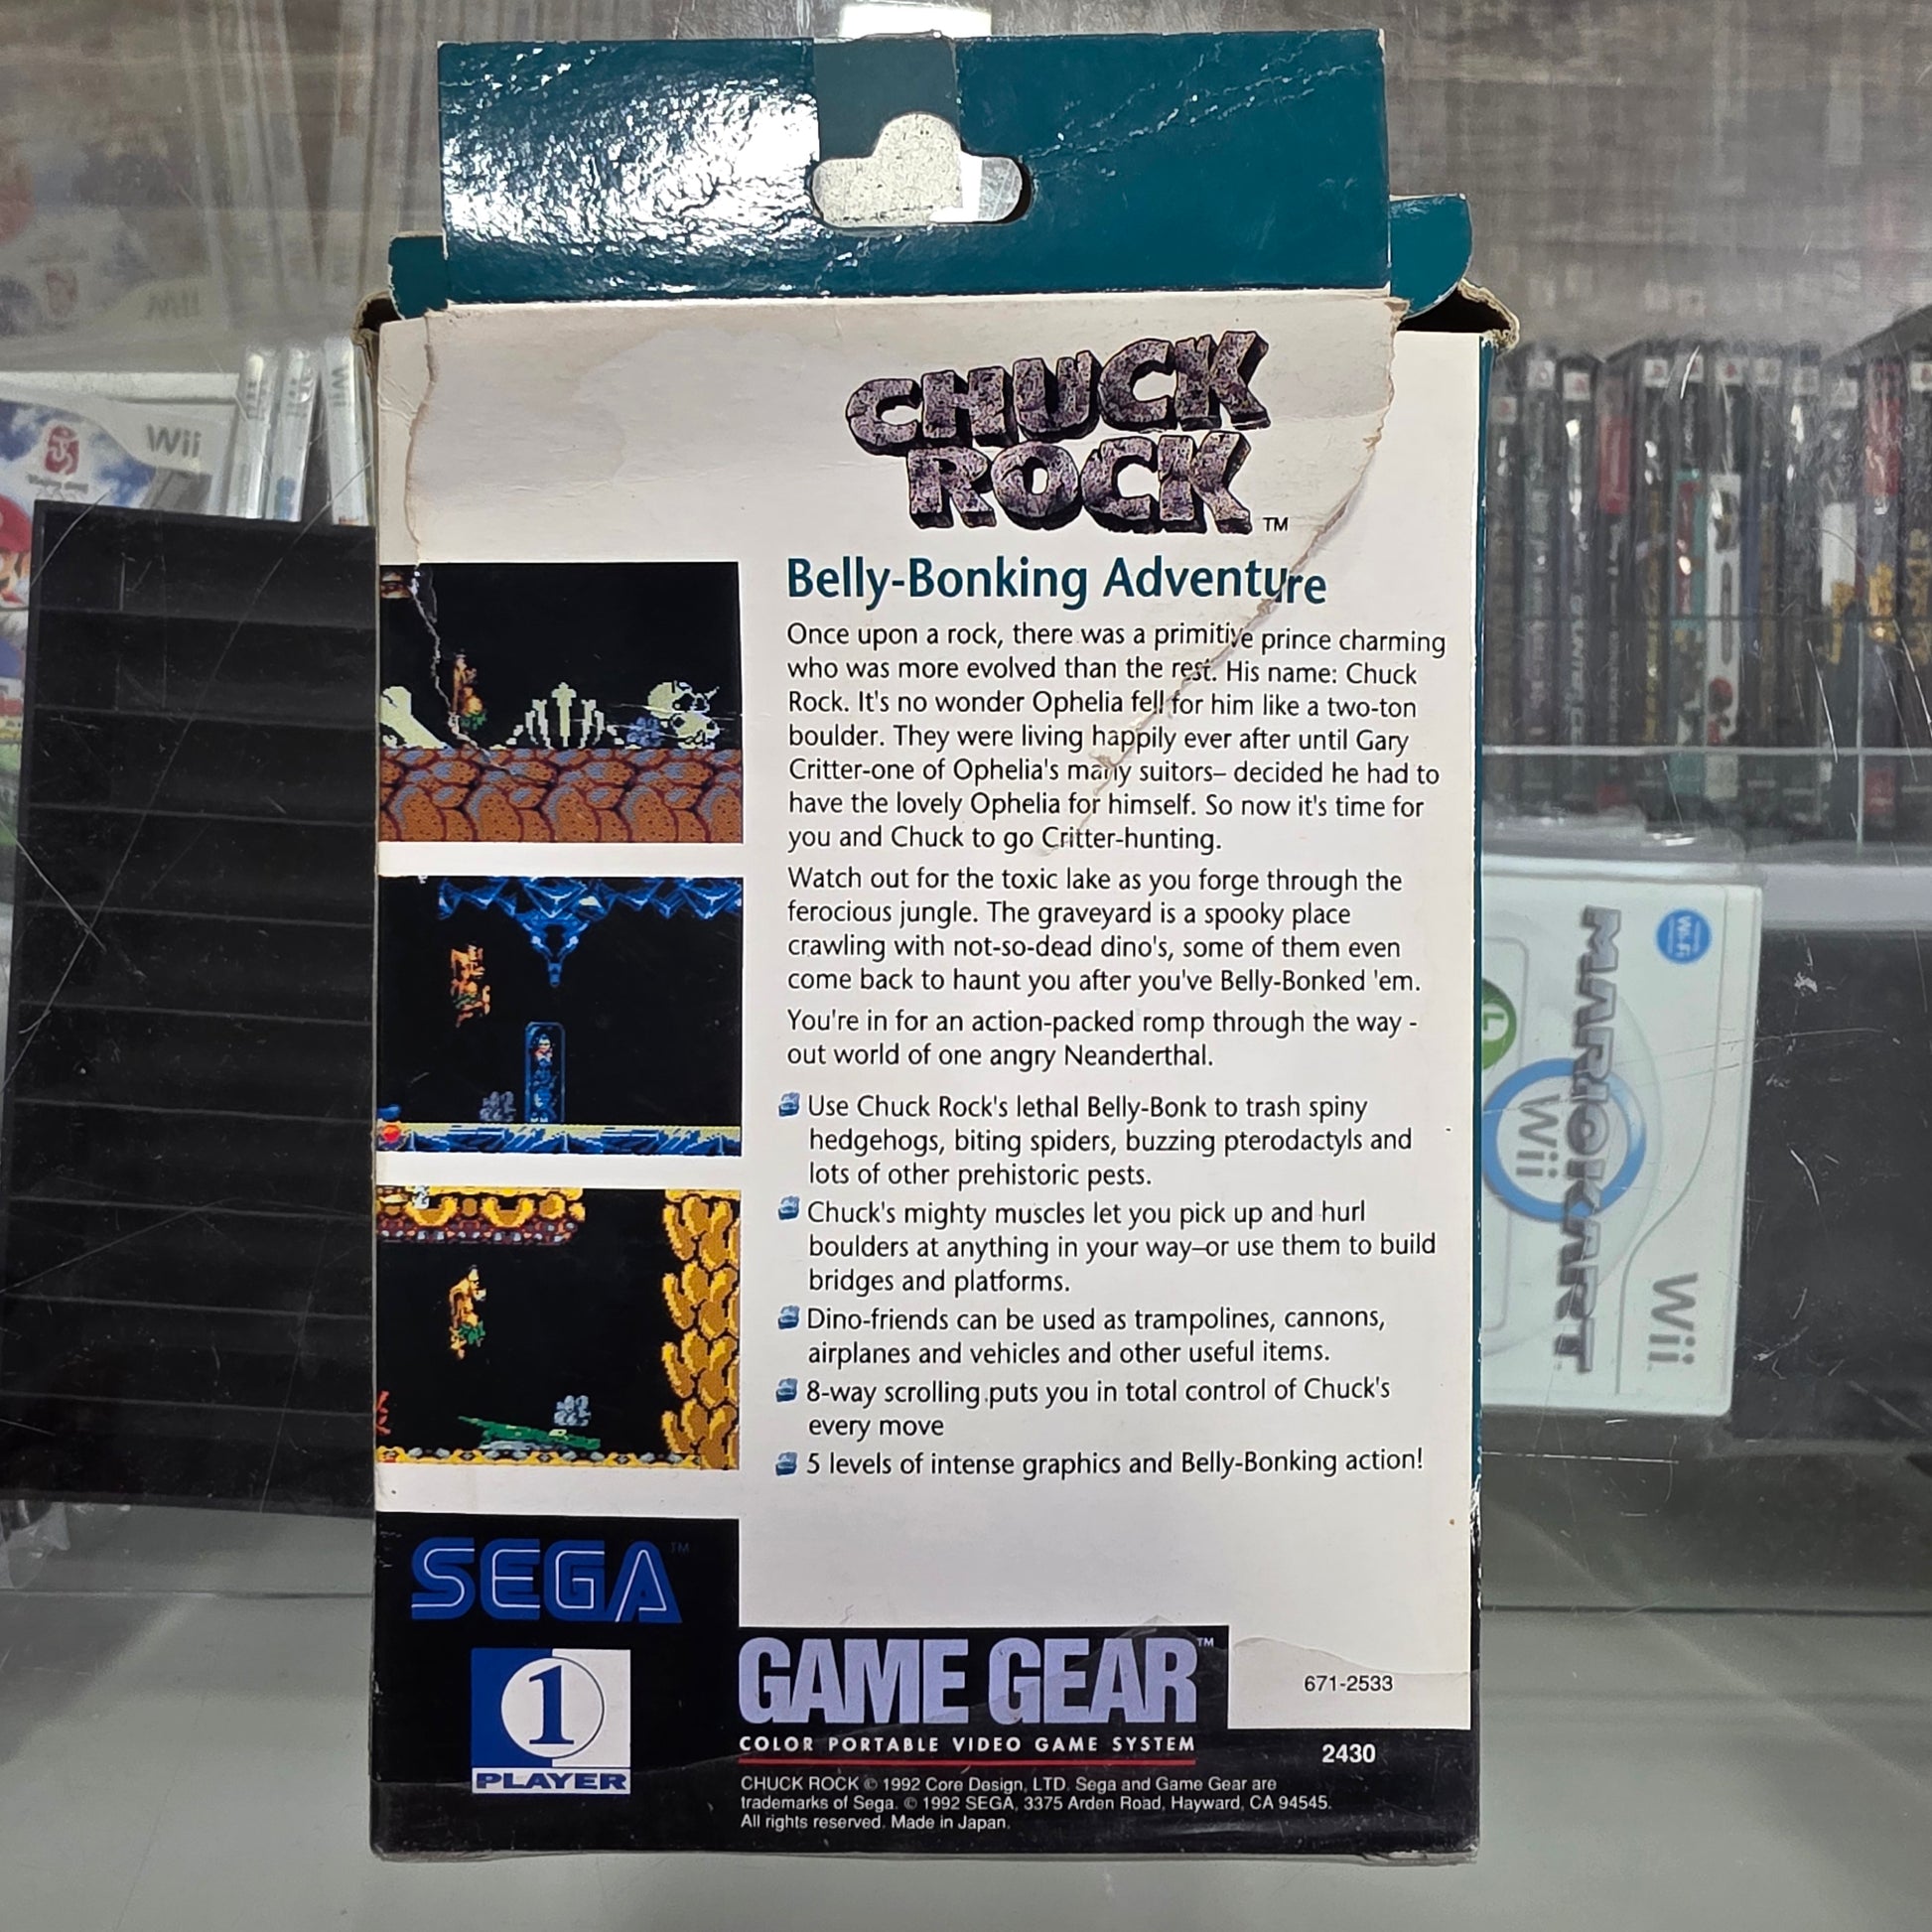 CHUCK
ROCK™
Belly-Bonking Adventure
Once upon a rock, there was a primitive prince charming
who was more evolved than the rest. His name: Chuck
Rock. It's no wonder Ophelia fell for him like a two-ton
boulder. They were living happily ever after until Gary
Critter-one of Ophelia's many suitors– decided he had to
have the lovely Ophelia for himself. So now it's time for
you and Chuck to go Critter-hunting.
Watch out for the toxic lake as you forge through the
ferocious jungle. The graveyard is a spooky place
crawling with not-so-dead dino's, some of them even
come back to haunt you after you've Belly-Bonked 'em.
You're in for an action-packed romp through the way -
out world of one angry Neanderthal.
Use Chuck Rock's lethal Belly-Bonk to trash spiny
hedgehogs, biting spiders, buzzing pterodactyls and
lots of other prehistoric pests.
Chuck's mighty muscles let you pick up and hurl
boulders at anything in your way–or use them to build
bridges and platforms.
Dino-friends can be used as trampolines, cannons,
airplanes and vehicles and other useful items.
8-way scrolling puts you in total control of Chuck's
every move
5 levels of intense graphics and Belly-Bonking action!
SEGA™
1
PLAYER
GAME GEAR™
COLOR PORTABLE VIDEO GAME SYSTEM
671-2533
2430
CHUCK ROCK © 1992 Core Design, LTD. Sega and Game Gear are
trademarks of Sega. © 1992 SEGA, 3375 Arden Road, Hayward, CA 94545.
All rights reserved. Made in Japan.
Wii
Wii
Wii
MARIOKART
Wii
Wii
Wi-Fi
L